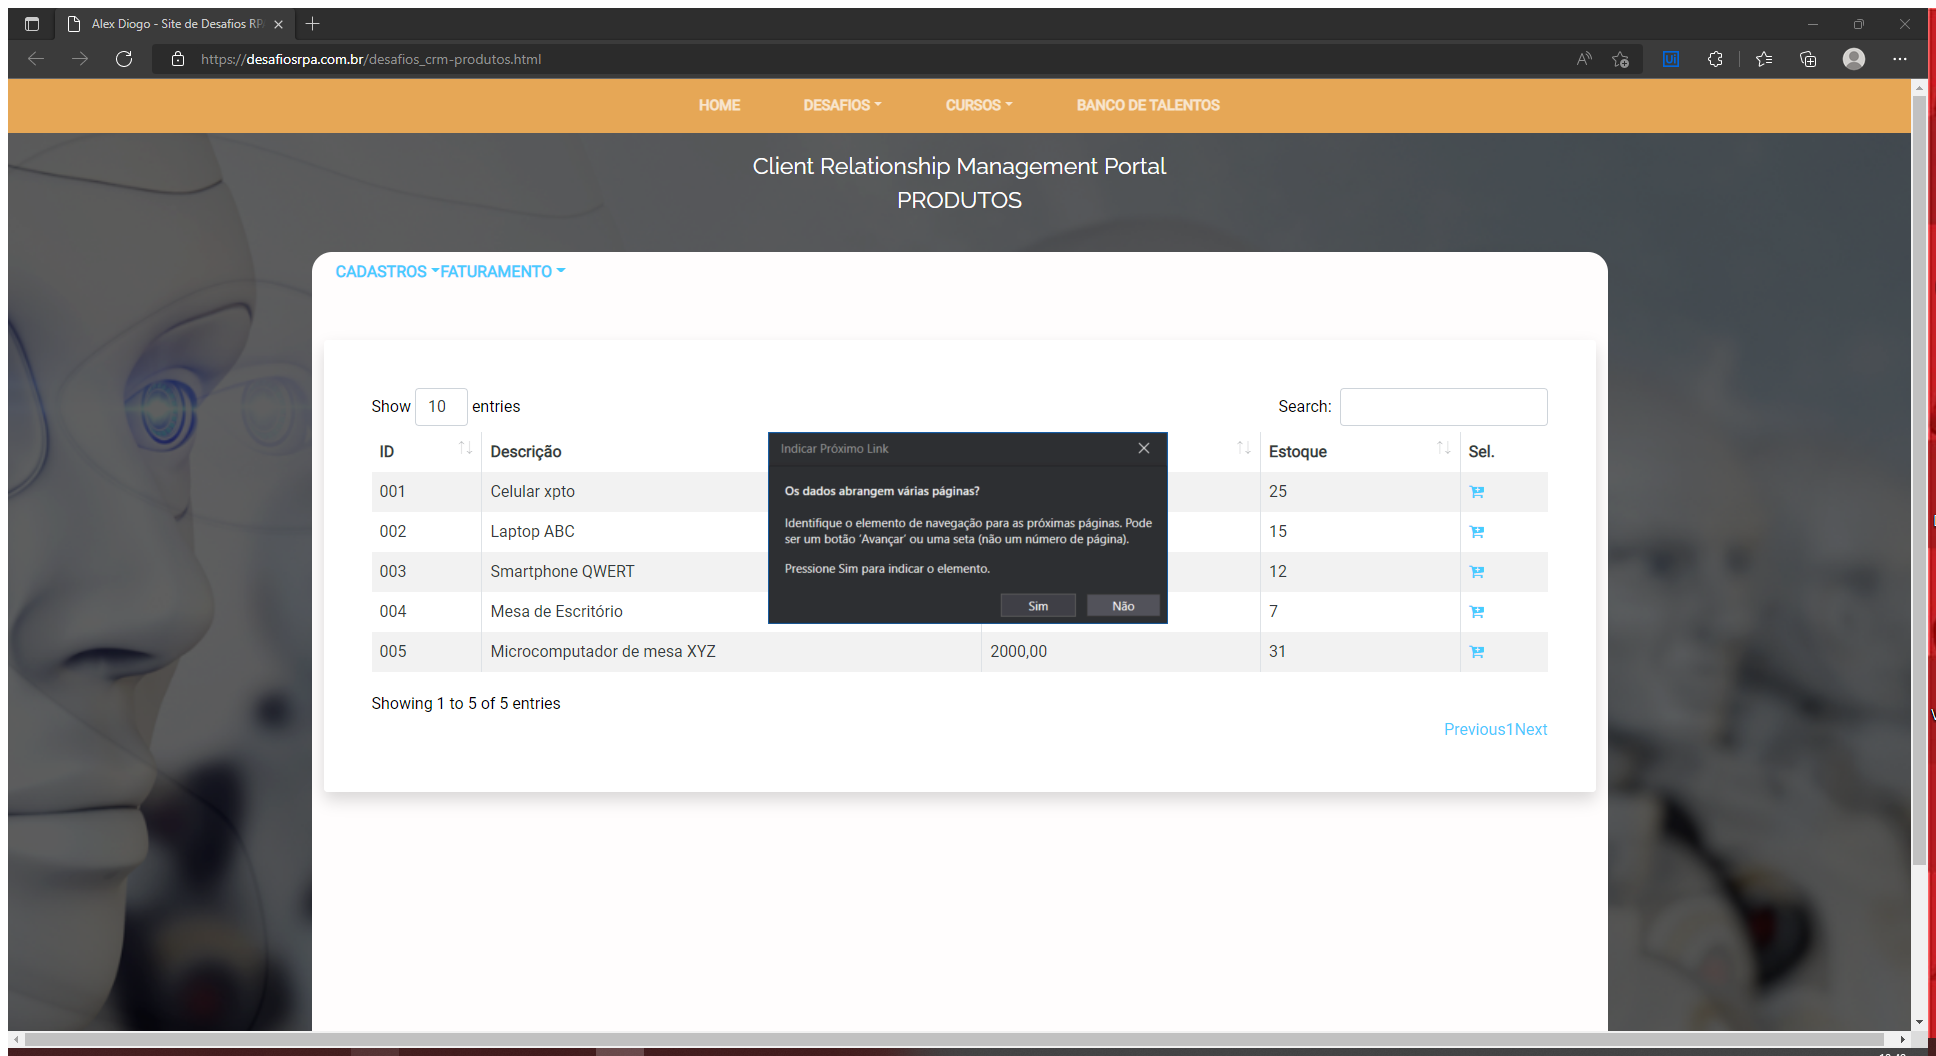 Alex Diogo - Site de Desafios RP
https://desafiosrpa.com.br/desafios_crm-produtos.html
HOME DESAFIOS CURSOS BANCO DE TALENTOS
Client Relationship Management Portal
PRODUTOS
CADASTROS FATURAMENTO
Show 10 entries Search:
ID Descrição Estoque Sel.
001 Celular xpto 25
002 Laptop ABC 15
003 Smartphone QWERT 12
004 Mesa de Escritório 7
005 Microcomputador de mesa XYZ 2000,00 31
Indicar Próximo Link
Os dados abrangem várias páginas?
Identifique o elemento de navegação para as próximas páginas. Pode
ser um botão 'Avançar' ou uma seta (não um número de página).
Pressione Sim para indicar o elemento.
Sim Não
Showing 1 to 5 of 5 entries
Previous1Next